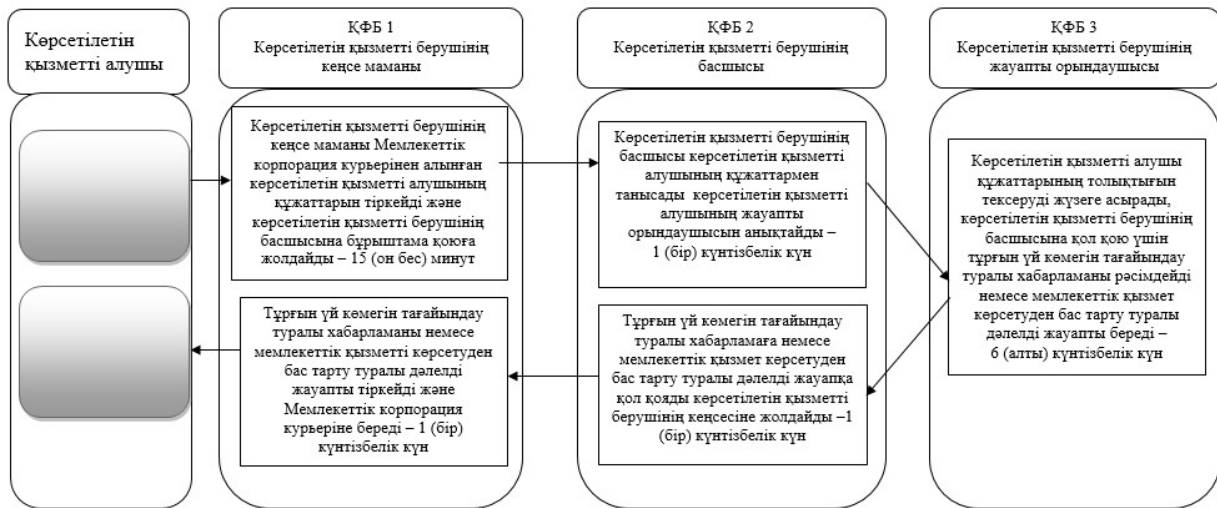 Көрсетілетін
қызметті алушы
ҚФБ 1
Көрсетілетін қызметті берушінің
кеңсе маманы
ҚФБ 2
Көрсетілетін қызметті берушінің
басшысы
ҚФБ 3
Көрсетілетін қызметті берушінің
жауапты орындаушысы
Көрсетілетін қызметті берушінің
кеңсе маманы Мемлекеттік
корпорация курьерінен алынған
көрсетілетін қызметті алушының
құжаттарын тіркейді және
көрсетілетін қызметті берушінің
басшысына бұрыштама қоюға
жолдайды – 15 (он бес) минут
Көрсетілетін қызметті берушінің
басшысы көрсетілетін қызметті
алушының құжаттармен
танысады көрсетілетін қызметті
алушының жауапты
орындаушысын анықтайды –
1 (бір) күнтізбелік күн
Көрсетілетін қызметті алушы
құжаттарының толықтығын
тексеруді жүзеге асырады,
көрсетілетін қызметті берушінің
басшысына қол қою үшін
тұрғын үй көмегін тағайындау
туралы хабарламаны рәсімдейді
немесе мемлекеттік қызмет
көрсетуден бас тарту туралы
дәлелді жауапты береді –
6 (алты) күнтізбелік күн
Тұрғын үй көмегін тағайындау
туралы хабарламаға немесе
мемлекеттік қызмет көрсетуден
бас тарту туралы дәлелді жауапқа
қол қояды көрсетілетін қызметті
берушінің кеңсесіне жолдайды –1
(бір) күнтізбелік күн
Тұрғын үй көмегін тағайындау
туралы хабарламаны немесе
мемлекеттік қызметті көрсетуден
бас тарту туралы дәлелді
жауапты тіркейді және
Мемлекеттік корпорация
курьеріне береді – 1 (бір)
күнтізбелік күн